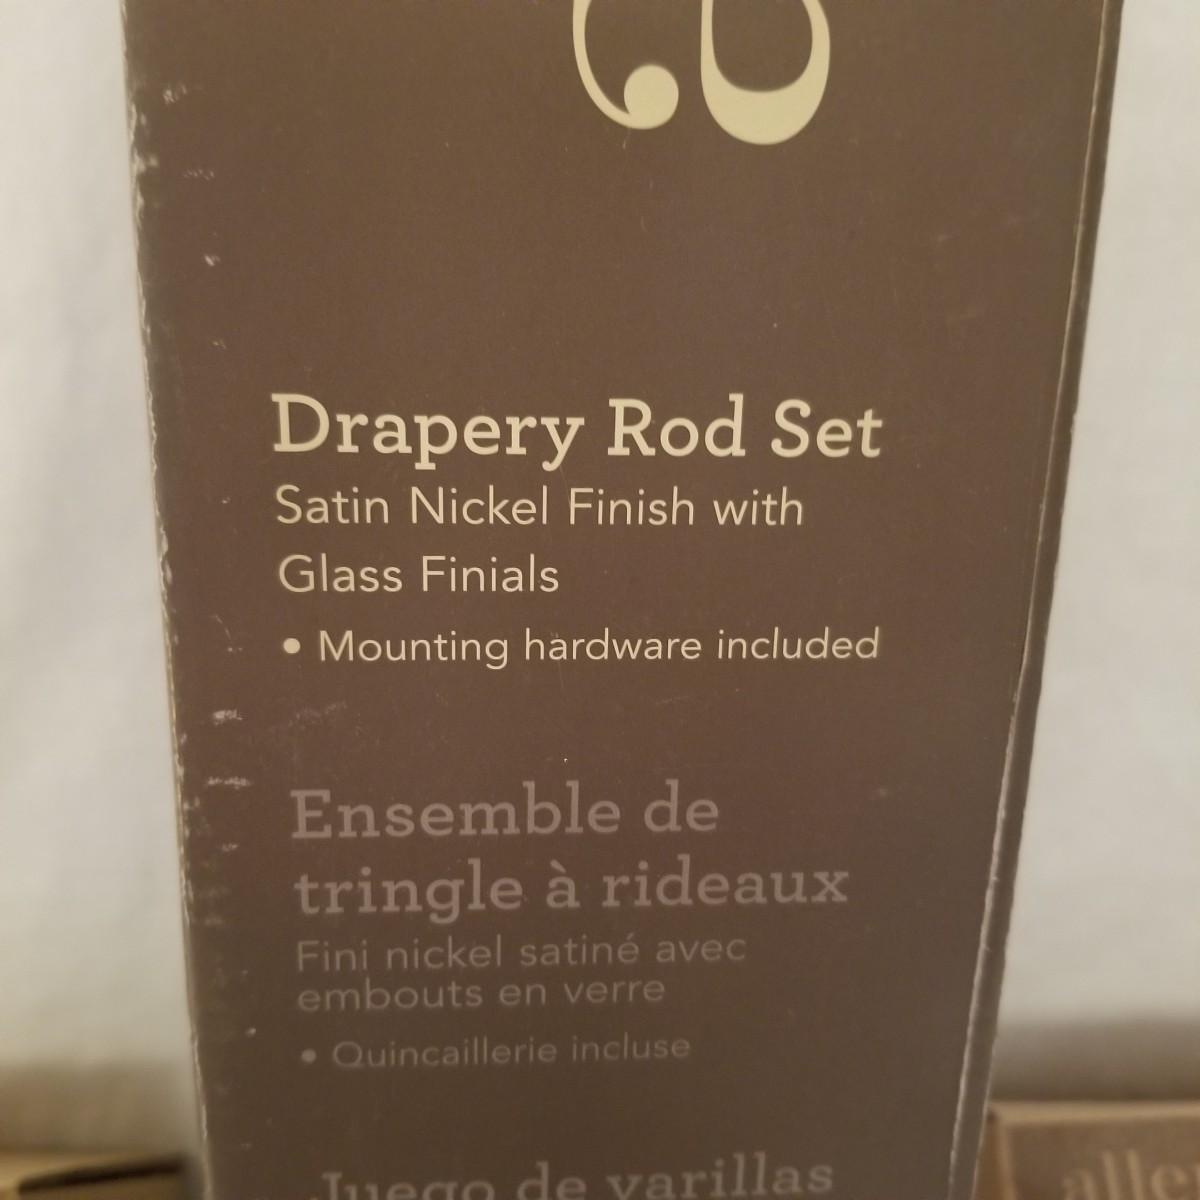 Drapery Rod Set
Satin Nickel Finish with
Glass Finials
• Mounting hardware included
Ensemble de
tringle à rideaux
Fini nickel satiné avec
embouts en verre
• Quincaillerie incluse
Juego de varillas